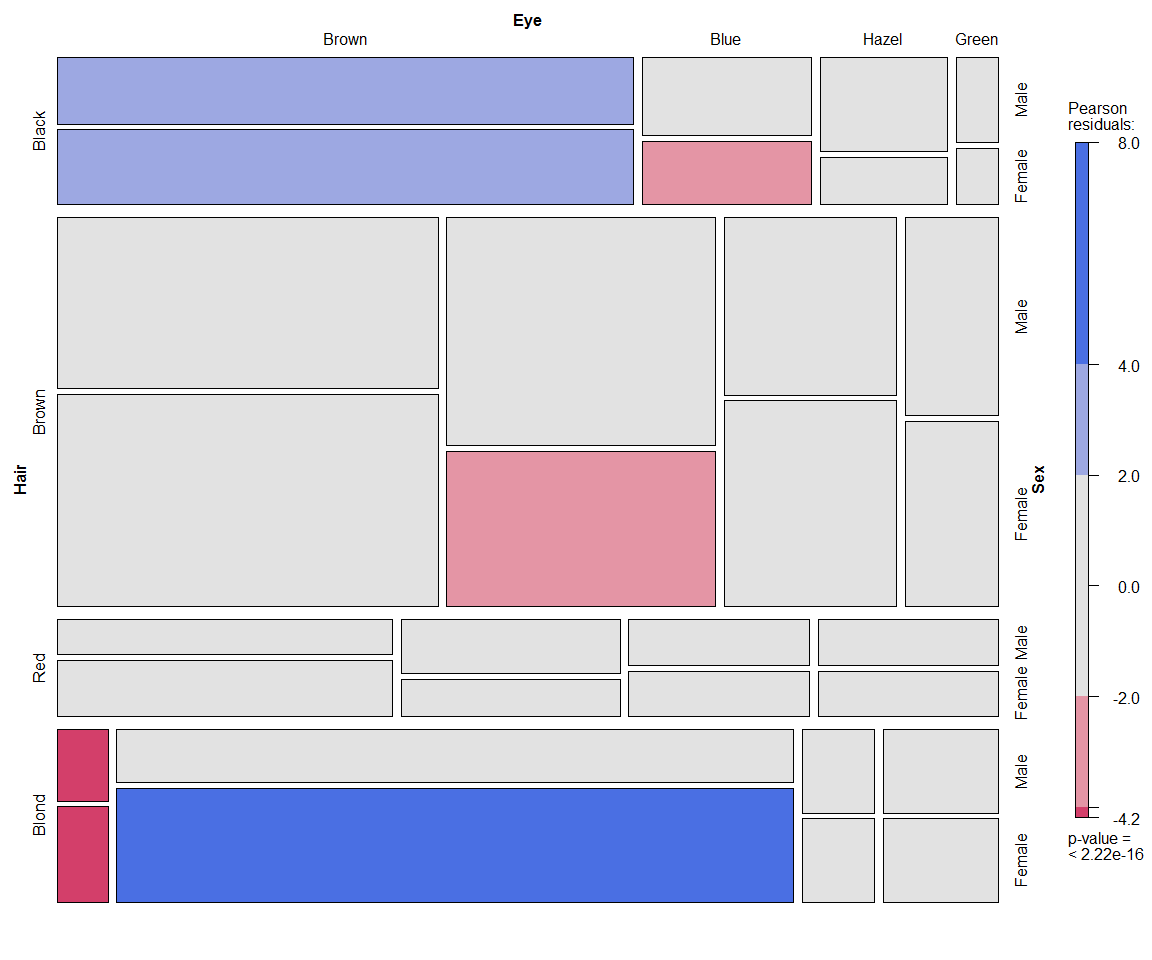 Eye
Brown
Blue
Hazel
Green
Hair
Black
Brown
Red
Blond
Male
Female
Male
Female
Male
Female
Male
Female
Sex
Pearson
residuals:
8.0
4.0
2.0
0.0
-2.0
-4.2
p-value =
< 2.22e-16